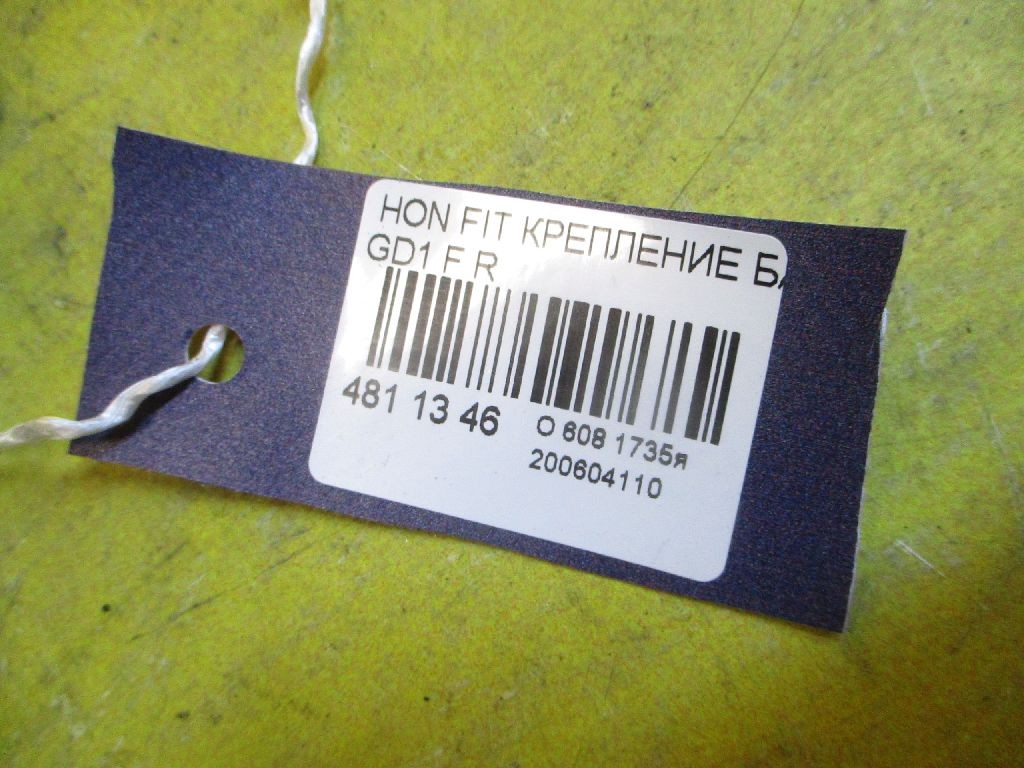 HON FIT КРЕПЛЕНИЕ
GD1 F R
481 13 46
О 608 1735я
200604110